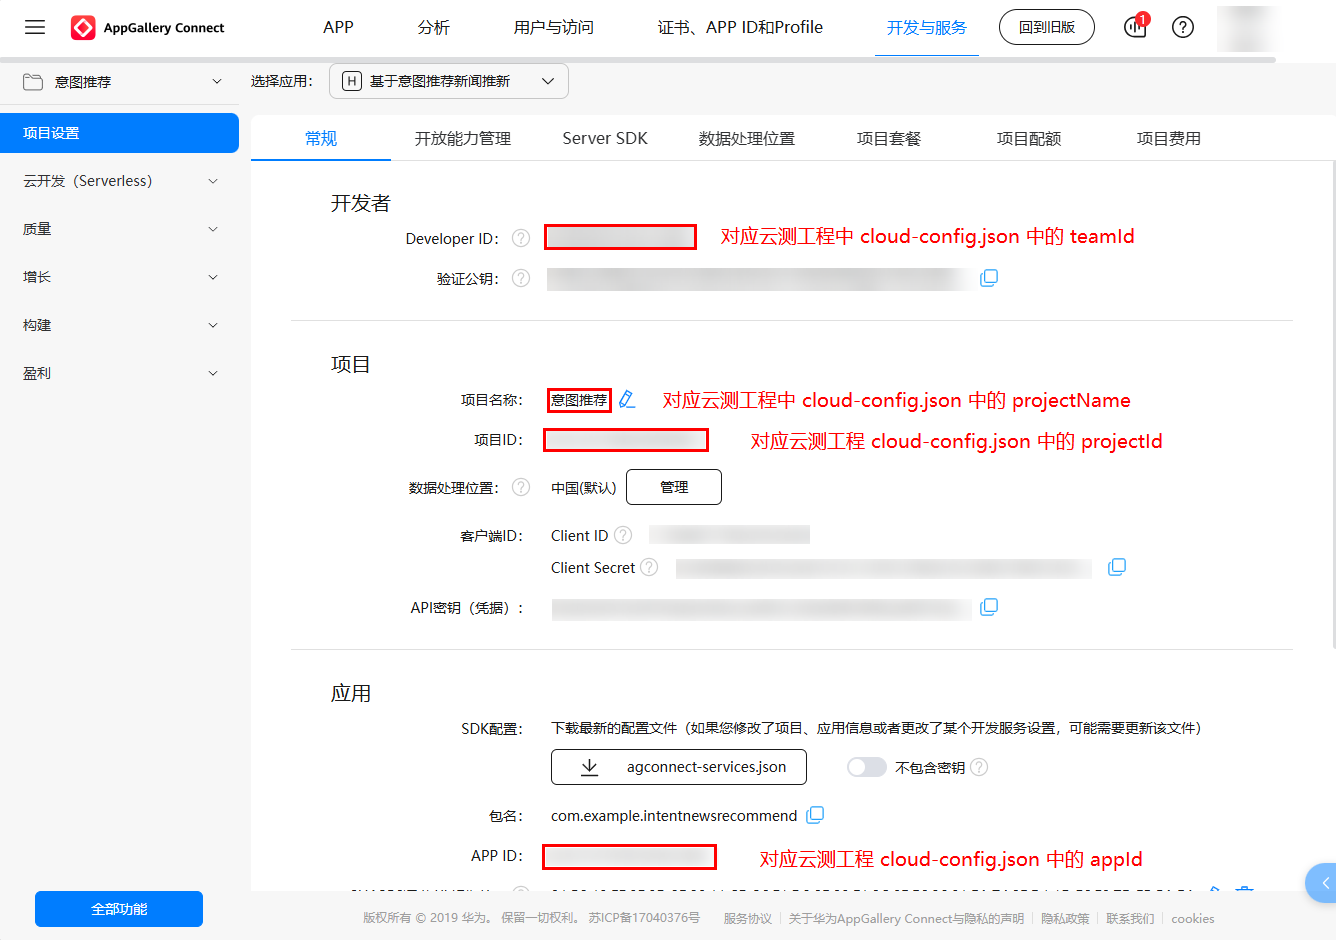 AppGallery Connect
APP
分析
用户与访问
证书、APP ID和Profile
开发与服务
回到旧版
1
意图推荐
选择应用：
H 基于意图推荐新闻推新
项目设置
云开发（Serverless）
质量
增长
构建
盈利
全部功能
常规
开放能力管理
Server SDK
数据处理位置
项目套餐
项目配额
项目费用
开发者
Developer ID：
对应云测工程中 cloud-config.json 中的 teamId
验证公钥：
项目
项目名称：
意图推荐
对应云测工程中 cloud-config.json 中的 projectName
项目ID：
对应云测工程 cloud-config.json 中的 projectId
数据处理位置：
中国(默认)
管理
客户端ID：
Client ID
Client Secret
API密钥（凭据）：
应用
SDK配置：
下载最新的配置文件（如果您修改了项目、应用信息或者更改了某个开发服务设置，可能需要更新该文件）
agconnect-services.json
不包含密钥
包名：
com.example.intentnewsrecommend
APP ID：
对应云测工程 cloud-config.json 中的 appId
版权所有 © 2019 华为。 保留一切权利。 苏ICP备17040376号
服务协议
关于华为AppGallery Connect与隐私的声明
隐私政策
联系我们
cookies